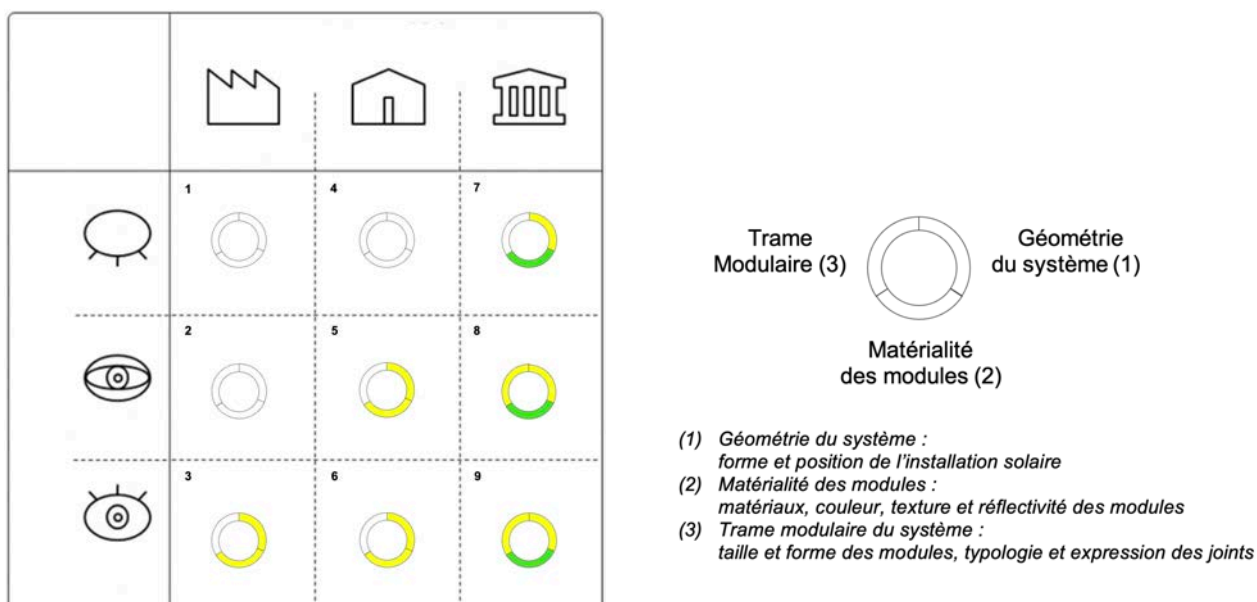 1
4
7
2
5
8
3
6
9
Trame
Modulaire (3)
Géométrie
du système (1)
Matérialité
des modules (2)
(1) Géométrie du système :
forme et position de l'installation solaire
(2) Matérialité des modules :
matériaux, couleur, texture et réflectivité des modules
(3) Trame modulaire du système :
taille et forme des modules, typologie et expression des joints